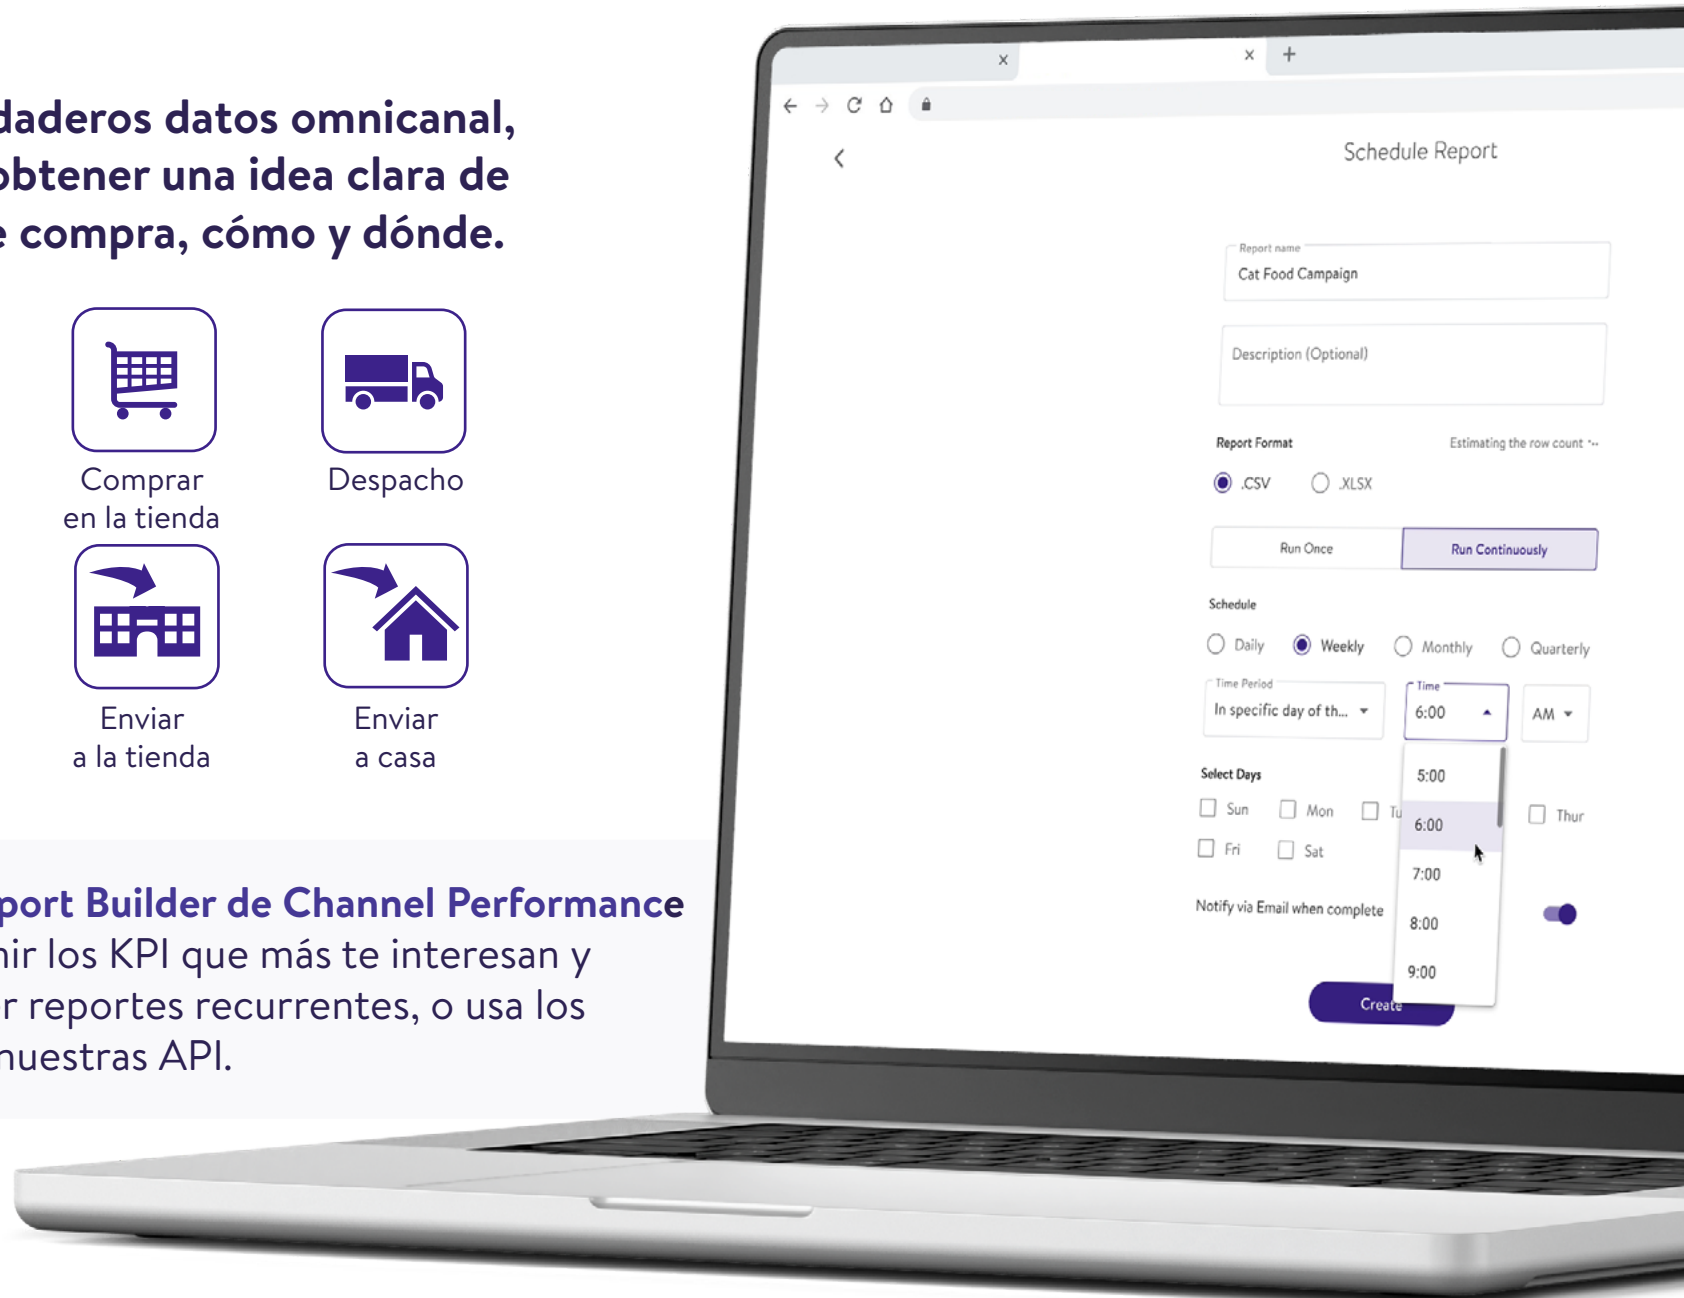 daderos datos omnicanal,
obtener una idea clara de
e compra, cómo y dónde.
Comprar
en la tienda
Despacho
Enviar
a la tienda
Enviar
a casa
port Builder de Channel Performance
nir los KPI que más te interesan y
er reportes recurrentes, o usa los
nuestras API.
Schedule Report
Report name
Cat Food Campaign
Description (Optional)
Report Format
Estimating the row count
.CSV
.XLSX
Run Once
Run Continuously
Schedule
Daily
Weekly
Monthly
Quarterly
Time Period
In specific day of th...
Time
6:00
AM
Select Days
Sun
Mon
Tu
Thur
Fri
Sat
5:00
6:00
7:00
8:00
9:00
Notify via Email when complete
Create